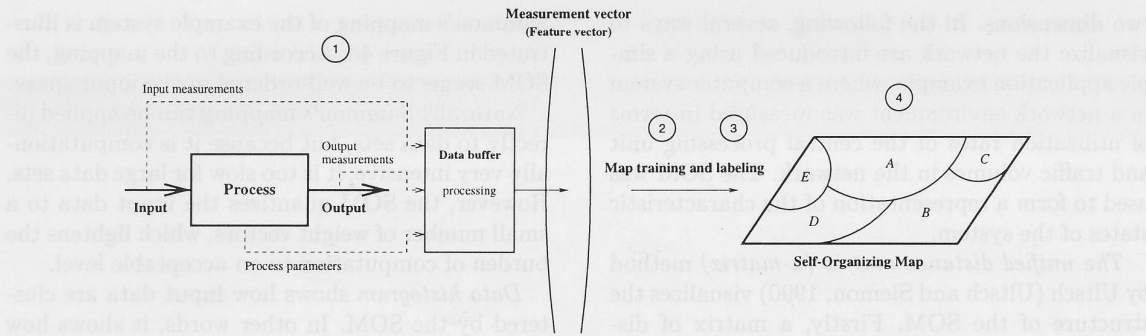 Measurement vector
(Feature vector)
1
4
Input measurements
2
3
Output
measurements
Data buffer
Map training and labeling
A
C
E
Process
processing
Input
Output
B
D
Process parameters
Self-Organizing Map